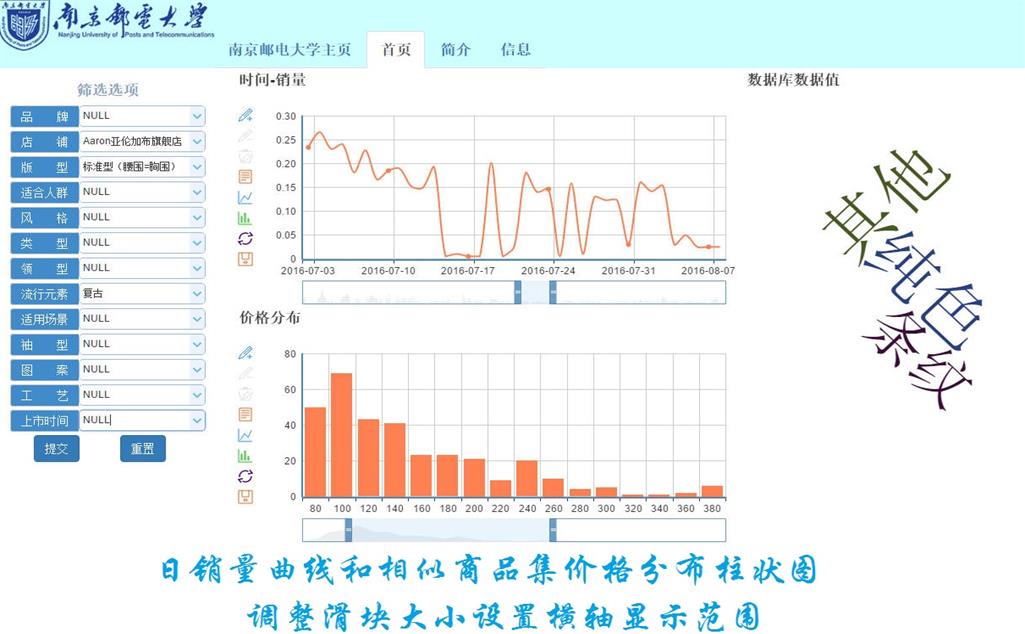 南京郵電大學
Nanjing University of Posts and Telecommunications
南京邮电大学主页 首页 简介 信息
筛选选项
品 牌 NULL
店 铺 Aaron亚伦加布旗舰店
版 型 标准型(腰围=胸围)
适合人群 NULL
风 格 NULL
类 型 NULL
领 型 NULL
流行元素 复古
适用场景 NULL
袖 型 NULL
图 案 NULL
工 艺 NULL
上市时间 NULL
提交 重置
时间-销量
0.30
0.25
0.20
0.15
0.10
0.05
0
2016-07-03 2016-07-10 2016-07-17 2016-07-24 2016-07-31 2016-08-07
价格分布
80
60
40
20
0
80 100 120 140 160 180 200 220 240 260 280 300 320 340 360 380
数据库数据值
其他
纯色
条纹
日销量曲线和相似商品集价格分布柱状图
调整滑块大小设置横轴显示范围